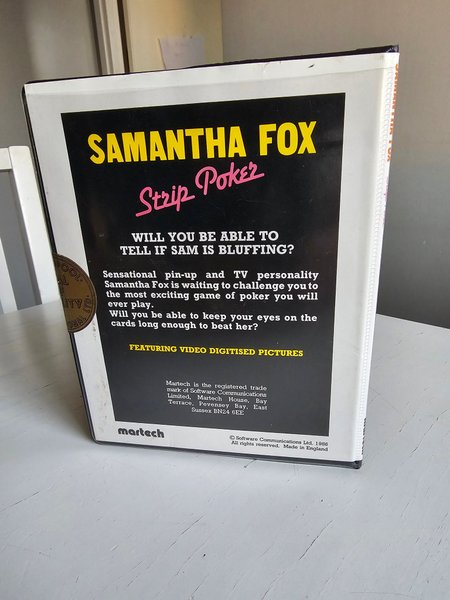 SAMANTHA FOX
Strip Poker
WILL YOU BE ABLE TO
TELL IF SAM IS BLUFFING?
Sensational pin-up and TV personality
Samantha Fox is waiting to challenge you to
the most exciting game of poker you will
ever play.
Will you be able to keep your eyes on the
cards long enough to beat her?
FEATURING VIDEO DIGITISED PICTURES
Martech is the registered trade
mark of Software Communications
Limited, Martech House, Bay
Terrace, Pevensey Bay, East
Sussex BN24 6EE
martech
© Software Communications Ltd. 1986
All rights reserved. Made in England